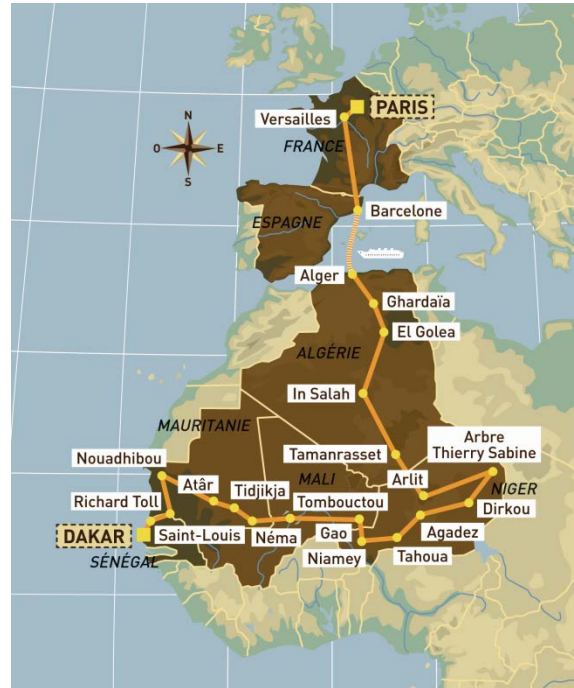 PARIS
Versailles
FRANCE
N
O
E
S
Barcelone
ESPAGNE
Alger
Ghardaïa
El Golea
ALGÉRIE
In Salah
MAURITANIE
Tamanrasset
Arbre
Thierry Sabine
Nouadhibou
MALI
Arlit
NIGER
Atâr
Tidjikja
Tombouctou
Richard Toll
Dirkou
DAKAR
Saint-Louis
Néma
Gao
Agadez
SÉNÉGAL
Niamey
Tahoua